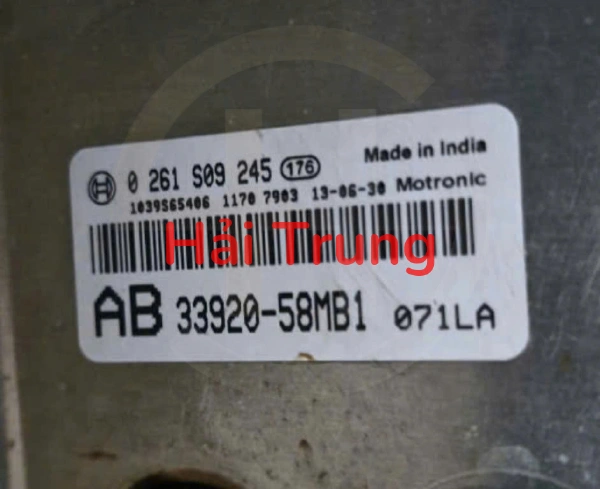 0 261 S09 245 176 Made in India
1039S65406 1170 7903 13-06-30 Motronic
Hải Trung
AB 33920-58MB1 071LA